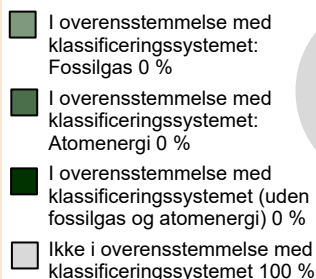 I overensstemmelse med
klassificeringssystemet:
Fossilgas 0 %
I overensstemmelse med
klassificeringssystemet:
Atomenergi 0 %
I overensstemmelse med
klassificeringssystemet (uden
fossilgas og atomenergi) 0 %
Ikke i overensstemmelse med
klassificeringssystemet 100 %